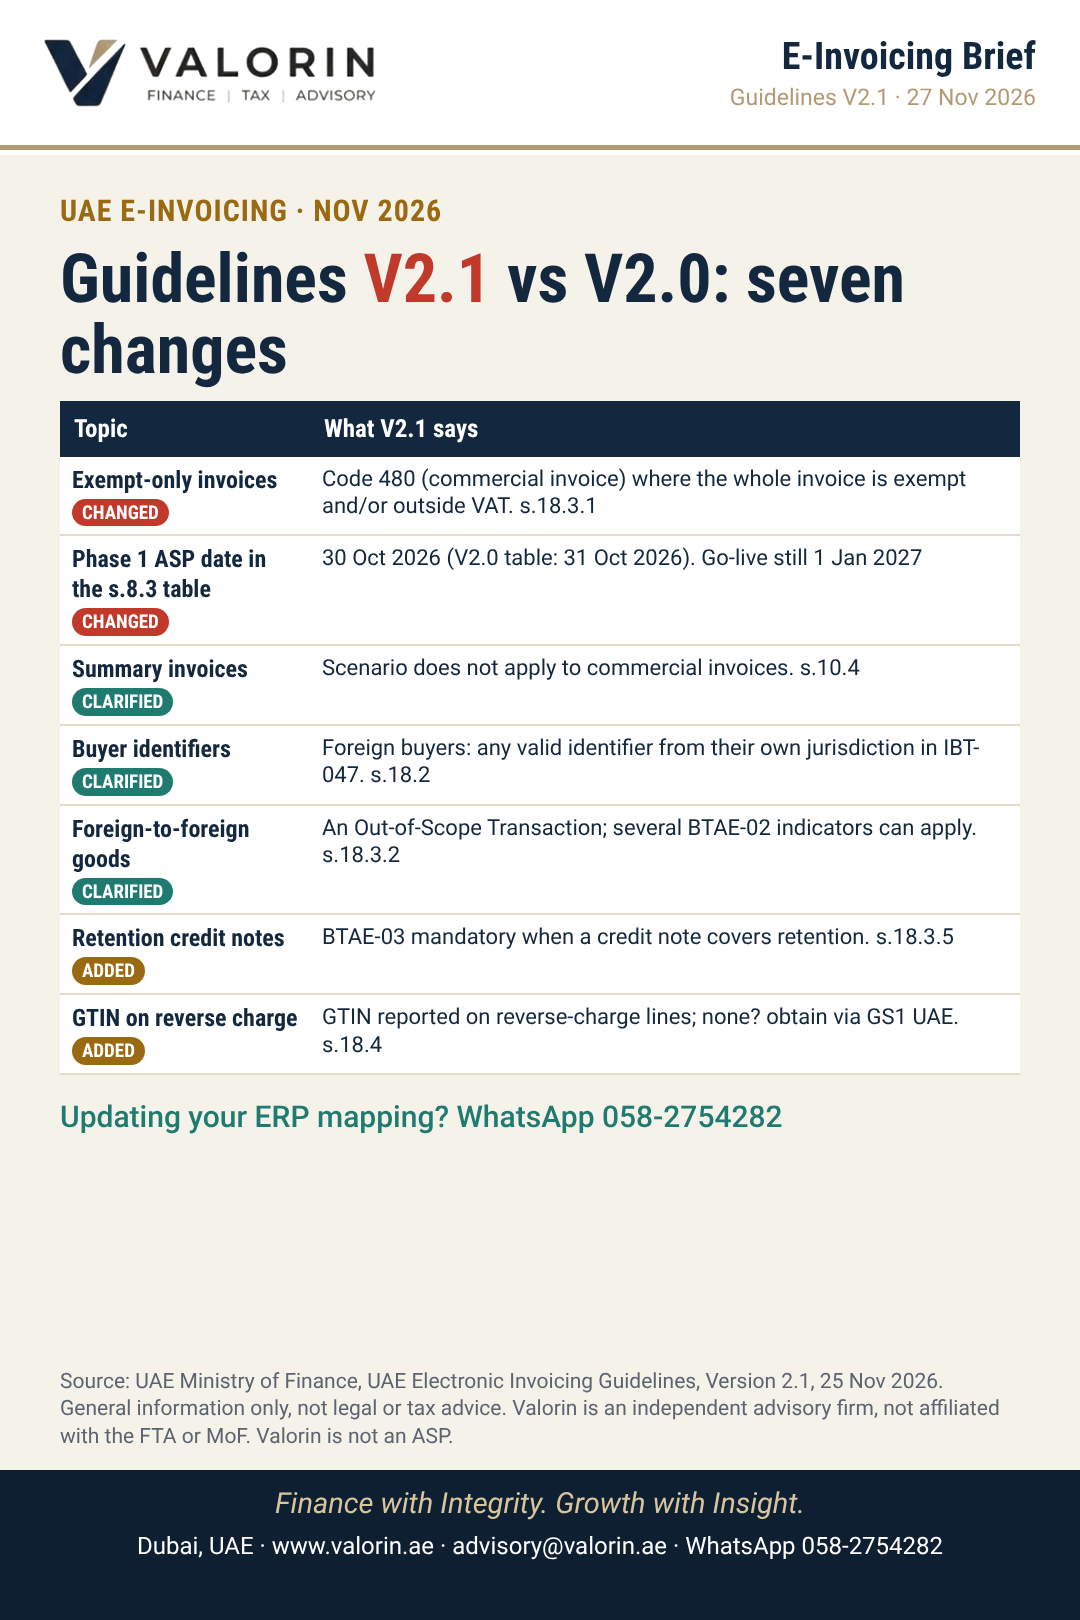 VALORIN
FINANCE | TAX | ADVISORY
E-Invoicing Brief
Guidelines V2.1 · 27 Nov 2026
UAE E-INVOICING · NOV 2026
Guidelines V2.1 vs V2.0: seven
changes
Topic What V2.1 says
Exempt-only invoices
CHANGED
Code 480 (commercial invoice) where the whole invoice is exempt
and/or outside VAT. s.18.3.1
Phase 1 ASP date in
the s.8.3 table
CHANGED
30 Oct 2026 (V2.0 table: 31 Oct 2026). Go-live still 1 Jan 2027
Summary invoices
CLARIFIED
Scenario does not apply to commercial invoices. s.10.4
Buyer identifiers
CLARIFIED
Foreign buyers: any valid identifier from their own jurisdiction in IBT-
047. s.18.2
Foreign-to-foreign
goods
CLARIFIED
An Out-of-Scope Transaction; several BTAE-02 indicators can apply.
s.18.3.2
Retention credit notes
ADDED
BTAE-03 mandatory when a credit note covers retention. s.18.3.5
GTIN on reverse charge
ADDED
GTIN reported on reverse-charge lines; none? obtain via GS1 UAE.
s.18.4
Updating your ERP mapping? WhatsApp 058-2754282
Source: UAE Ministry of Finance, UAE Electronic Invoicing Guidelines, Version 2.1, 25 Nov 2026.
General information only, not legal or tax advice. Valorin is an independent advisory firm, not affiliated
with the FTA or MoF. Valorin is not an ASP.
Finance with Integrity. Growth with Insight.
Dubai, UAE · www.valorin.ae · advisory@valorin.ae · WhatsApp 058-2754282